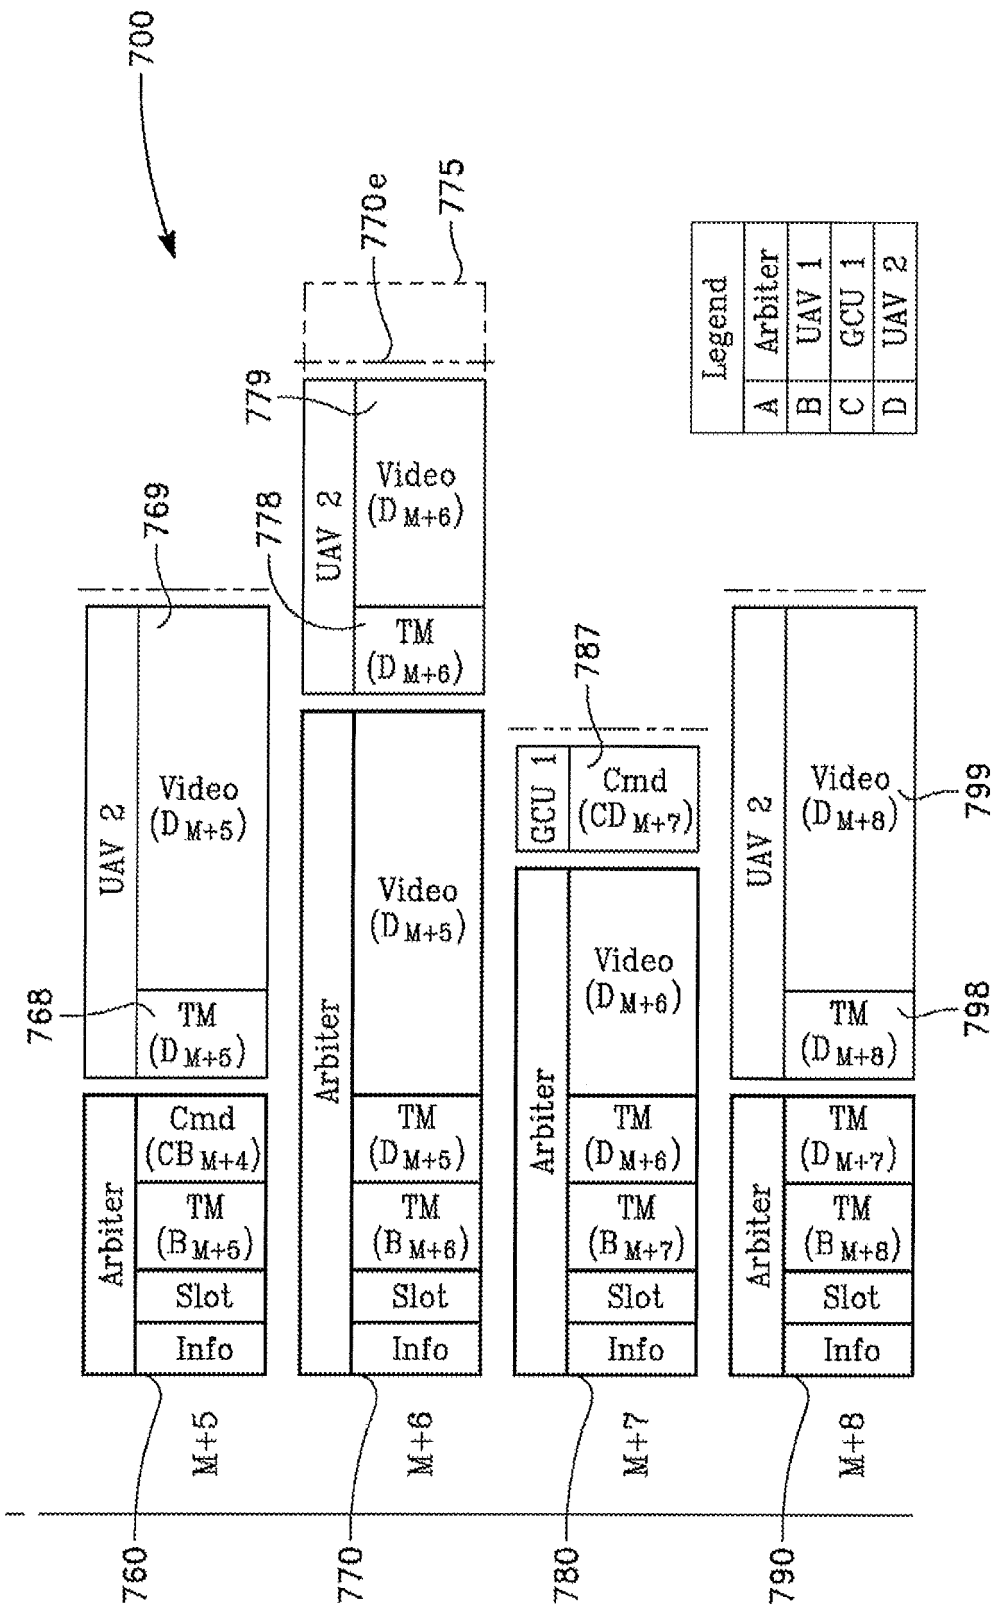 700
760
M+5
Arbiter
Info
Slot
TM
(B M+5)
Cmd
(CB M+4)
UAV 2
TM
(D M+5)
Video
(D M+5)
768
769
770
M+6
Arbiter
Info
Slot
TM
(B M+6)
TM
(D M+5)
Video
(D M+5)
UAV 2
TM
(D M+6)
Video
(D M+6)
778
779
770e
775
780
M+7
Arbiter
Info
Slot
TM
(B M+7)
TM
(D M+6)
Video
(D M+6)
GCU 1
Cmd
(CD M+7)
787
790
M+8
Arbiter
Info
Slot
TM
(B M+8)
TM
(D M+7)
UAV 2
TM
(D M+8)
Video
(D M+8)
798
799
Legend
A Arbiter
B UAV 1
C GCU 1
D UAV 2